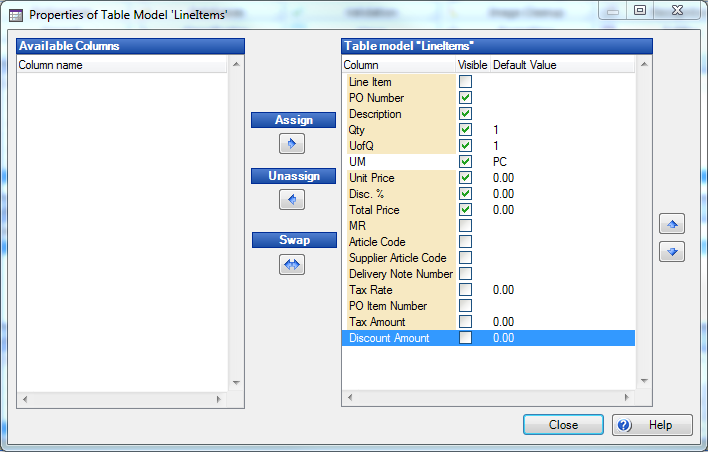 Properties of Table Model 'LineItems'
Available Columns
Column name
Assign
Unassign
Swap
Table model "LineItems"
Column Visible Default Value
Line Item
PO Number
Description
Qty 1
UofQ 1
UM PC
Unit Price 0.00
Disc. % 0.00
Total Price 0.00
MR
Article Code
Supplier Article Code
Delivery Note Number
Tax Rate 0.00
PO Item Number
Tax Amount 0.00
Discount Amount 0.00
Close
? Help